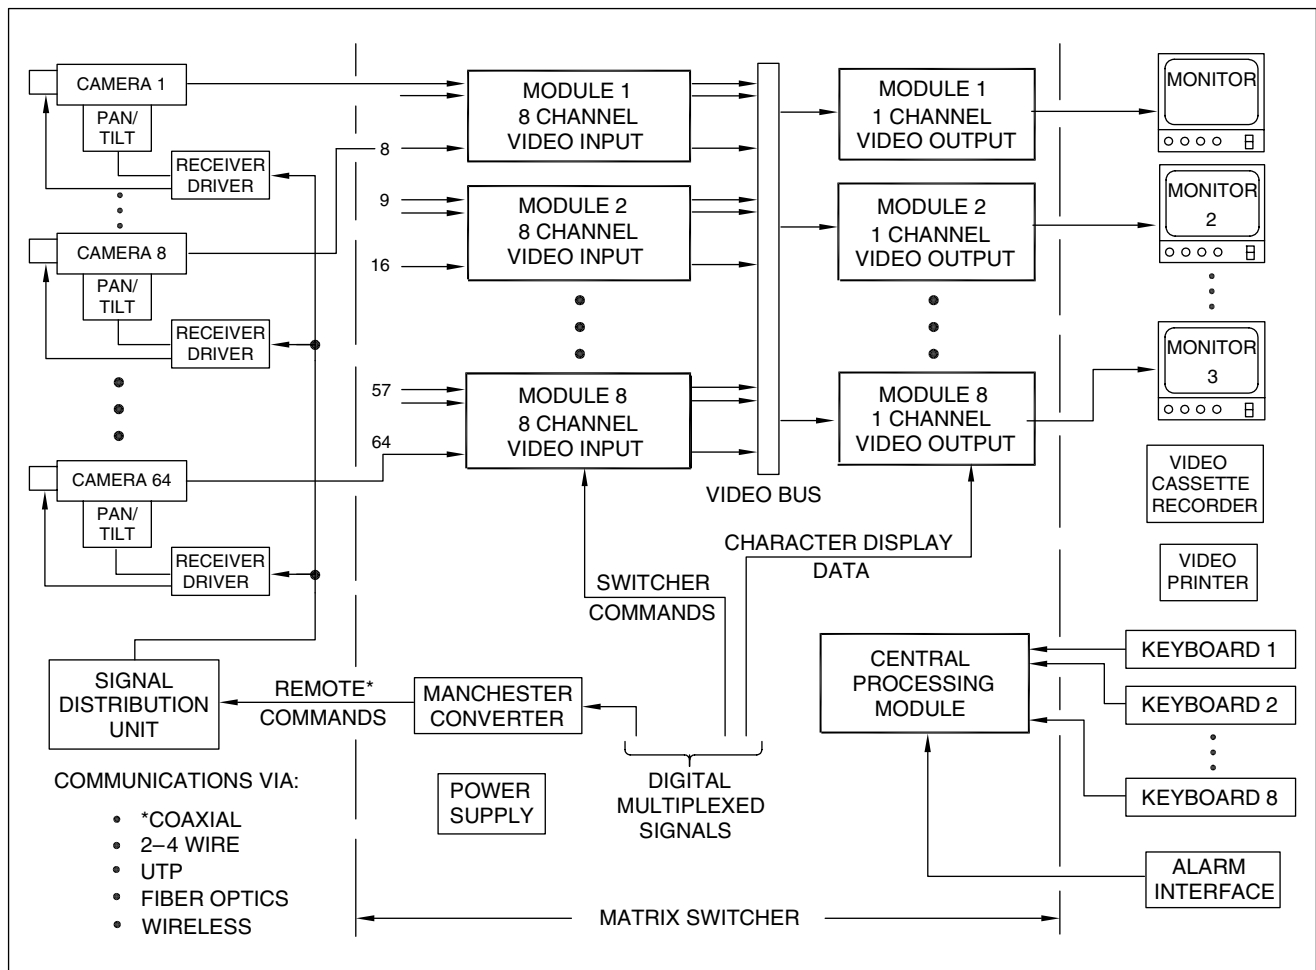 CAMERA 1
PAN/
TILT
RECEIVER
DRIVER
CAMERA 8
PAN/
TILT
RECEIVER
DRIVER
CAMERA 64
PAN/
TILT
RECEIVER
DRIVER
SIGNAL
DISTRIBUTION
UNIT
COMMUNICATIONS VIA:
• *COAXIAL
• 2–4 WIRE
• UTP
• FIBER OPTICS
• WIRELESS
8
9
16
57
64
MODULE 1
8 CHANNEL
VIDEO INPUT
MODULE 2
8 CHANNEL
VIDEO INPUT
MODULE 8
8 CHANNEL
VIDEO INPUT
VIDEO BUS
MODULE 1
1 CHANNEL
VIDEO OUTPUT
MODULE 2
1 CHANNEL
VIDEO OUTPUT
MODULE 8
1 CHANNEL
VIDEO OUTPUT
SWITCHER
COMMANDS
CHARACTER DISPLAY
DATA
REMOTE*
COMMANDS
MANCHESTER
CONVERTER
POWER
SUPPLY
DIGITAL
MULTIPLEXED
SIGNALS
CENTRAL
PROCESSING
MODULE
MATRIX SWITCHER
MONITOR
MONITOR
2
MONITOR
3
VIDEO
CASSETTE
RECORDER
VIDEO
PRINTER
KEYBOARD 1
KEYBOARD 2
KEYBOARD 8
ALARM
INTERFACE